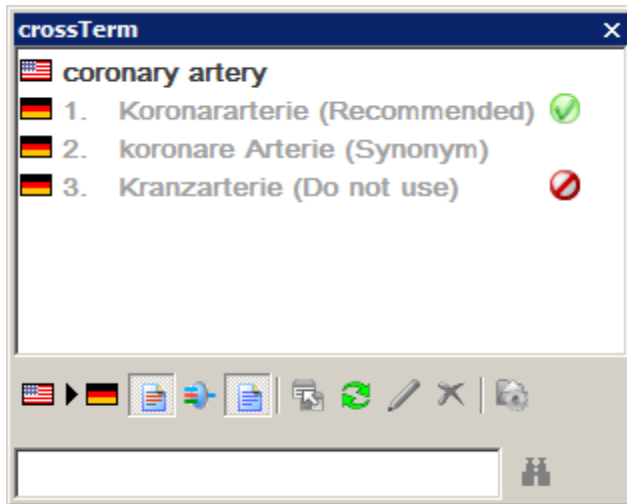 crossTerm
coronary artery
1. Koronararterie (Recommended)
2. koronare Arterie (Synonym)
3. Kranzarterie (Do not use)